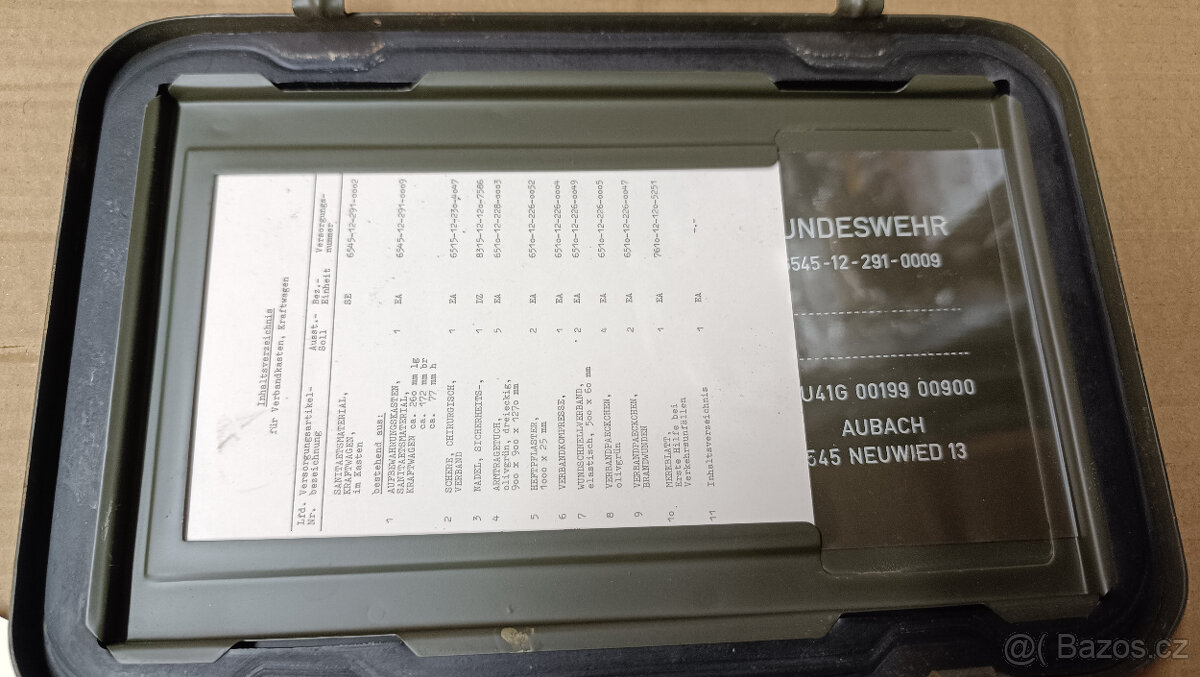 Inhaltsverzeichnis
für Verbandkasten, Kraftwagen
Lfd. Versorgungsartikel- Ausst.- Bez.- Versorgungs-
Nr. bezeichnung Soll Einheit nummer
SANITAETSMATERIAL, SE 6545-12-291-0002
KRAFTWAGEN,
im Kasten
bestehend aus:
1 AUFBEWAHRUNGSKASTEN, 1 EA 6545-12-291-0009
SANITAETSMATERIAL,
KRAFTWAGEN ca. 260 mm lg
ca. 172 mm br
ca. 77 mm h
2 SCHERE, CHIRURGISCH, 1 EA 6515-12-230-4047
VERBAND
3 NADEL, SICHERHEITS-, 1 DZ 8315-12-120-7586
4 ARMTRAGETUCH, 5 EA 6510-12-228-0003
olivgrün, dreieckig,
900 x 900 x 1270 mm
5 HEFTPFLASTER, 2 EA 6510-12-226-0052
1000 x 25 mm
6 VERBANDKOMPRESSE, 1 EA 6510-12-226-0004
7 WUNDSCHNELLVERBAND, 2 EA 6510-12-226-0049
elastisch, 500 x 60 mm
8 VERBANDPAECKCHEN, 4 EA 6510-12-226-0005
olivgrün
9 VERBANDPAECKCHEN, 2 EA 6510-12-226-0047
BRANDWUNDEN
10 MERKBLATT, 1 EA 7610-12-120-5251
Erste Hilfe bei
Verkehrsunfällen
11 Inhaltsverzeichnis 1 EA -.-
UNDESWEHR
6545-12-291-0009
U41G 00199 00900
AUBACH
545 NEUWIED 13
@( Bazos.cz